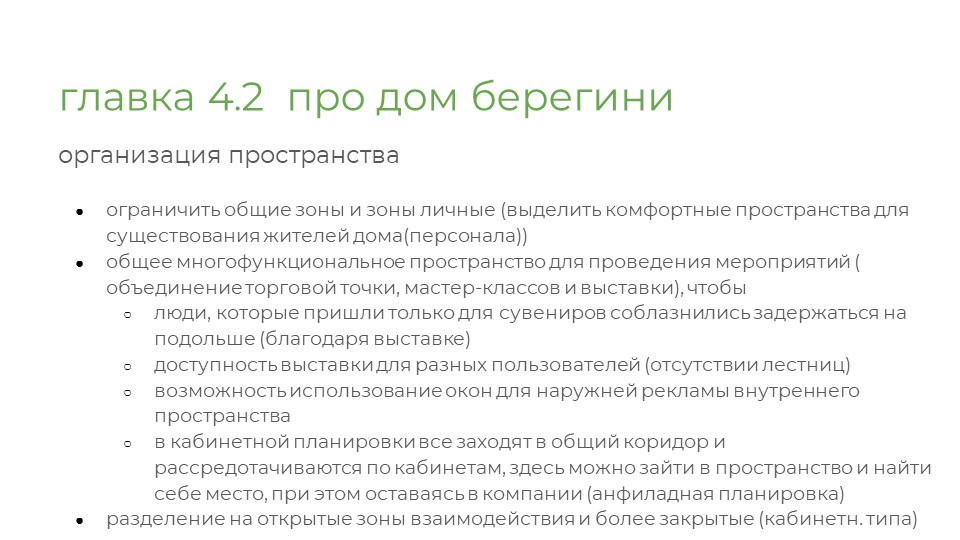 главка 4.2 про дом берегини
организация пространства
● ограничить общие зоны и зоны личные (выделить комфортные пространства для
существования жителей дома(персонала))
● общее многофункциональное пространство для проведения мероприятий (
объединение торговой точки, мастер-классов и выставки), чтобы
○ люди, которые пришли только для сувениров соблазнились задержаться на
подольше (благодаря выставке)
○ доступность выставки для разных пользователей (отсутствии лестниц)
○ возможность использование окон для наружней рекламы внутреннего
пространства
○ в кабинетной планировки все заходят в общий коридор и
рассредотачиваются по кабинетам, здесь можно зайти в пространство и найти
себе место, при этом оставаясь в компании (анфиладная планировка)
● разделение на открытые зоны взаимодействия и более закрытые (кабинетн. типа)